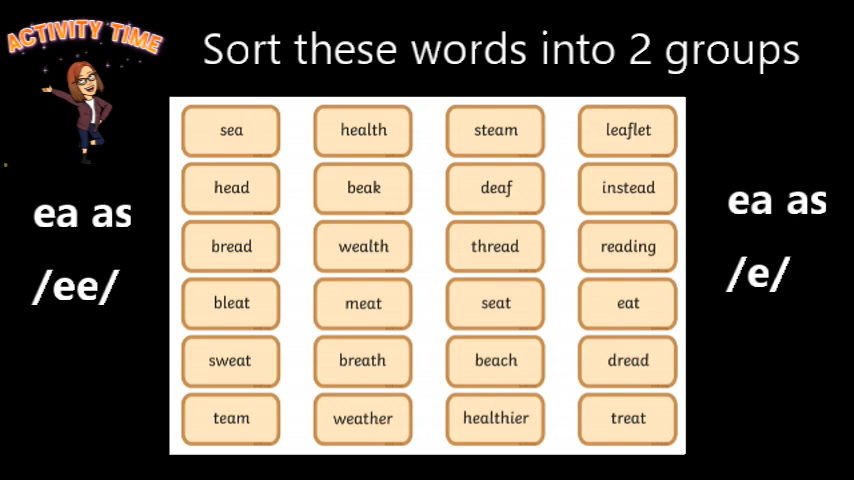 ACTIVITY TIME
Sort these words into 2 groups
sea health steam leaflet
head beak deaf instead
ea as
/ee/
ea as
/e/
bread wealth thread reading
bleat meat seat eat
sweat breath beach dread
team weather healthier treat